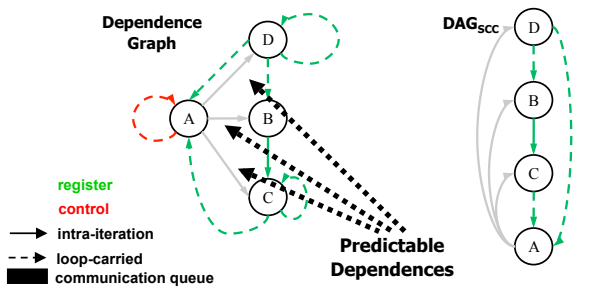 Dependence
Graph
D
A
B
C
register
control
intra-iteration
loop-carried
communication queue
Predictable
Dependences
DAGSCC
D
B
C
A